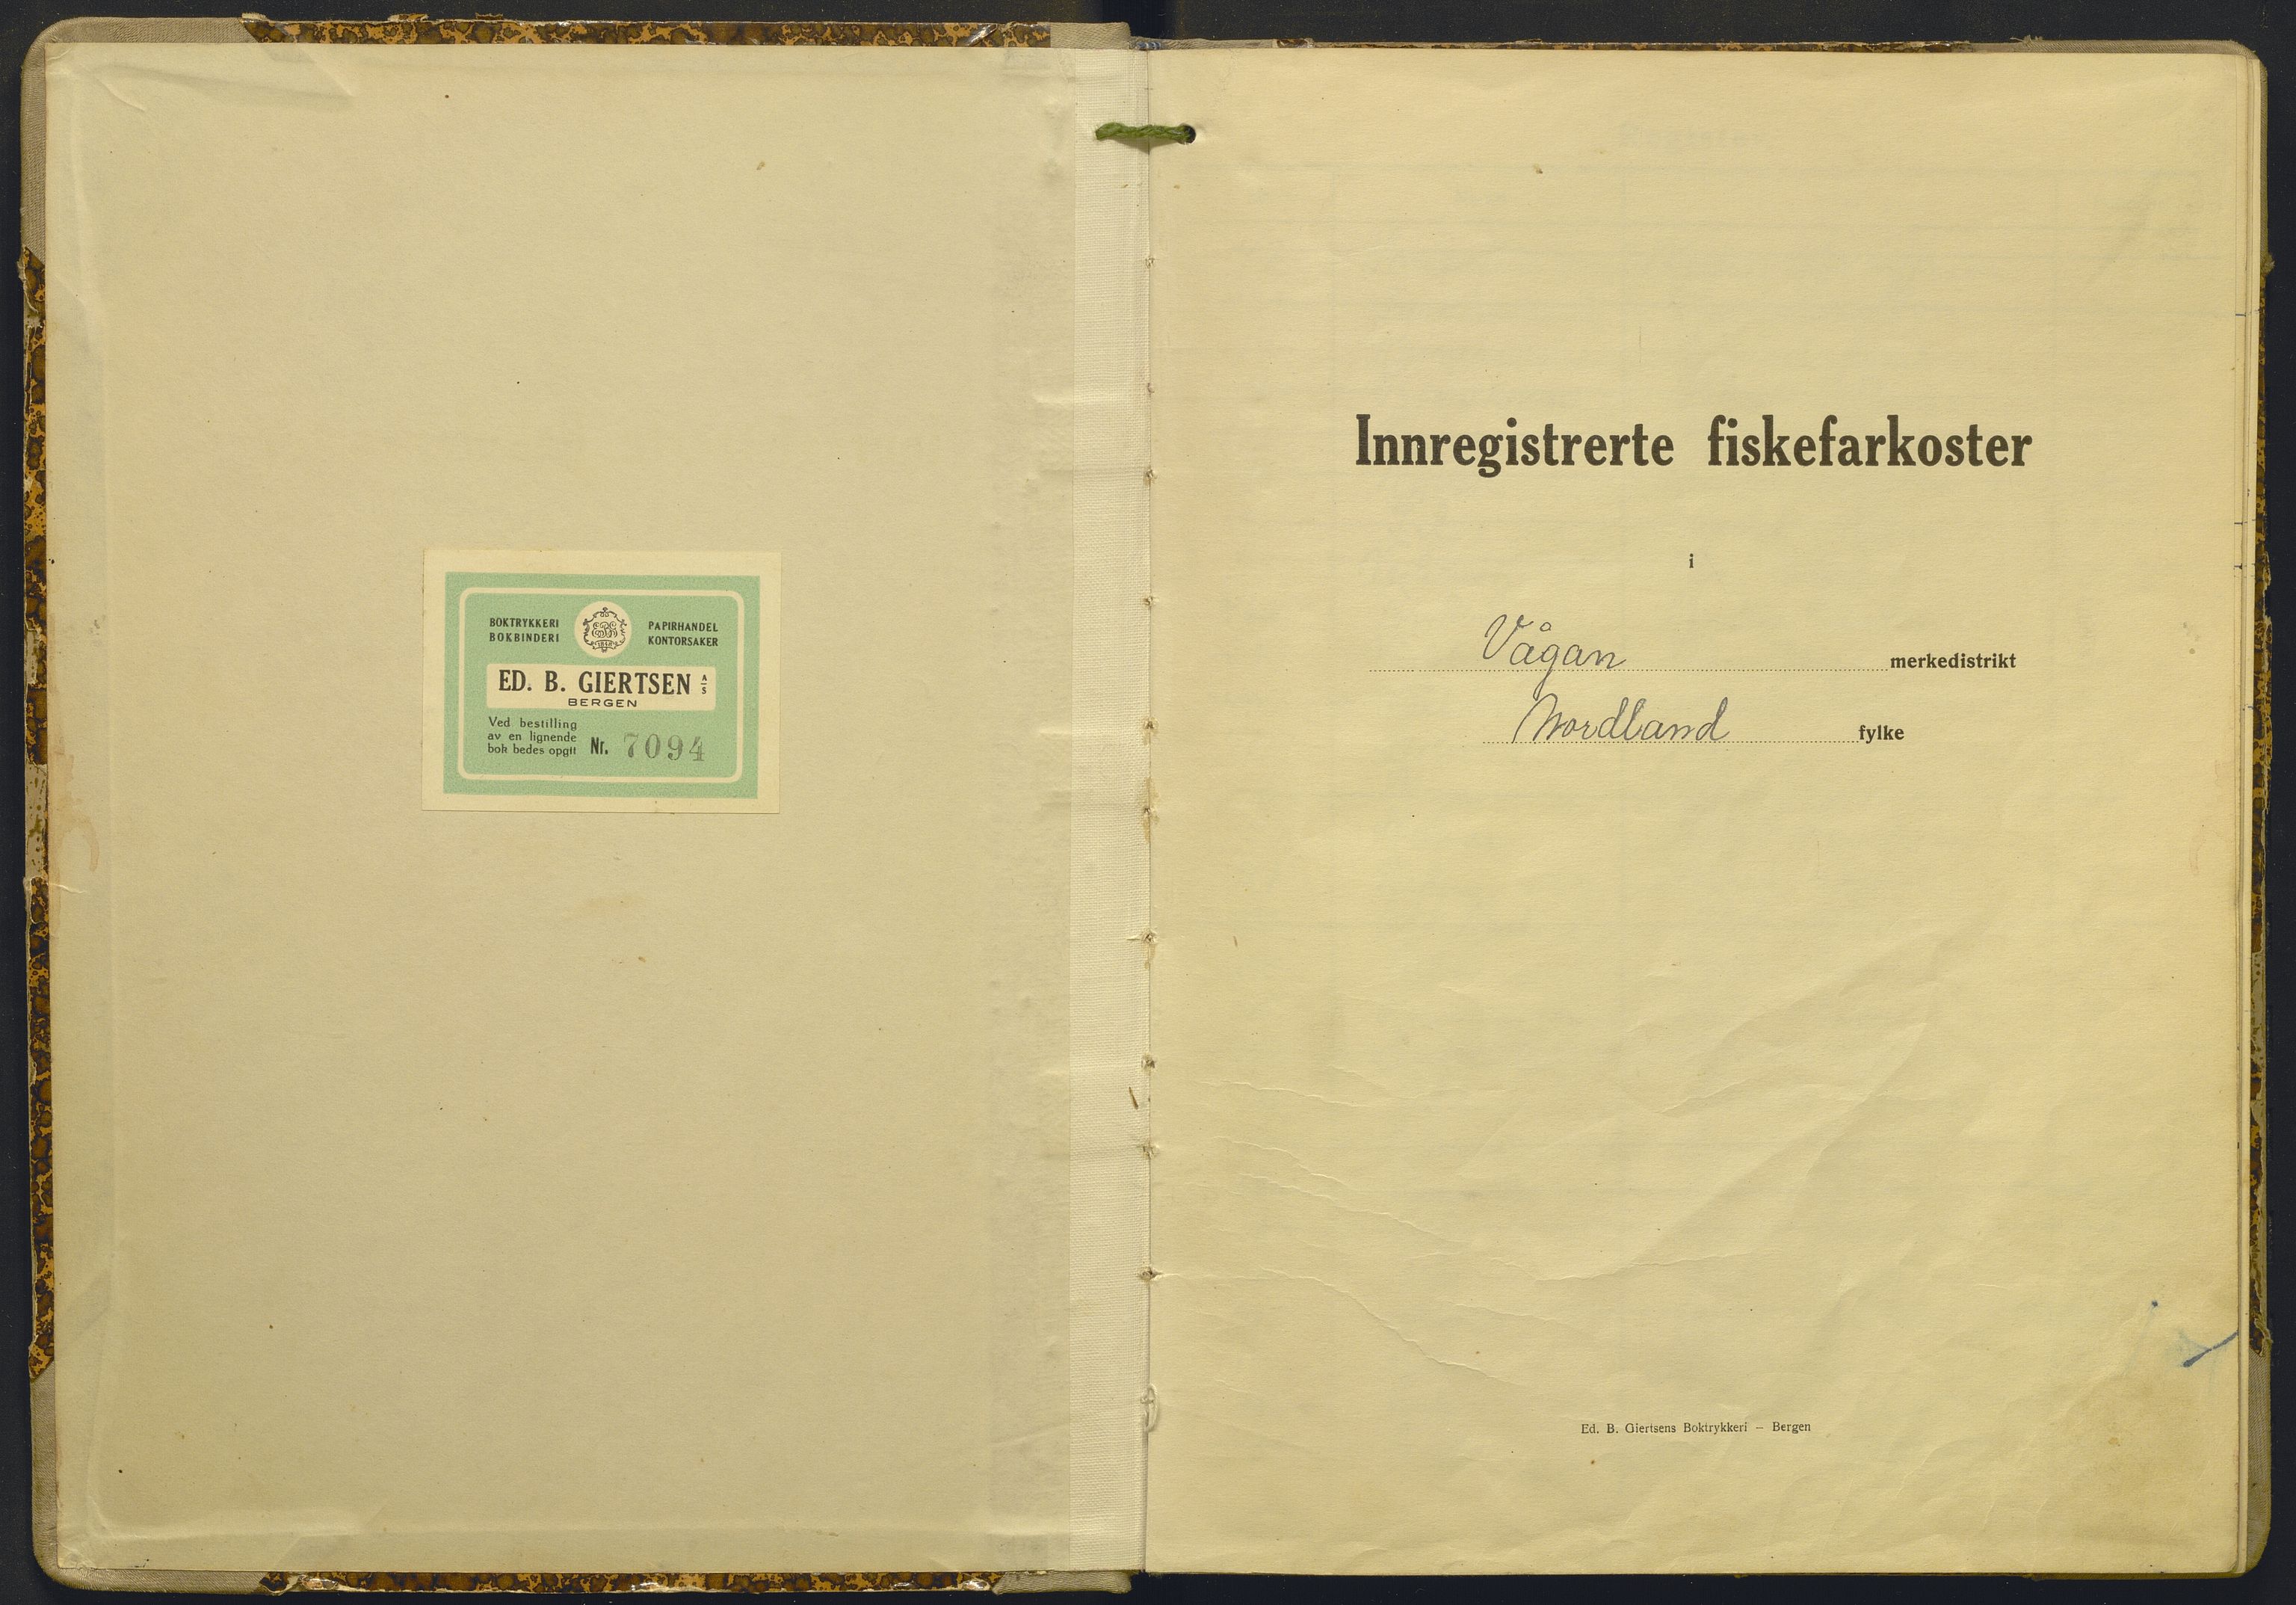 BOKTRYKKERI
BOKBINDERI
PAPIRHANDEL
KONTORSAKER
ED. B. GIERTSEN A/S
BERGEN
Ved bestilling
av en lignende
bok bedes opgitt Nr. 7094
Innregistrerte fiskefarkoster
i
Vågan merkedistrikt
Nordland fylke
Ed. B. Giertsens Boktrykkeri – Bergen